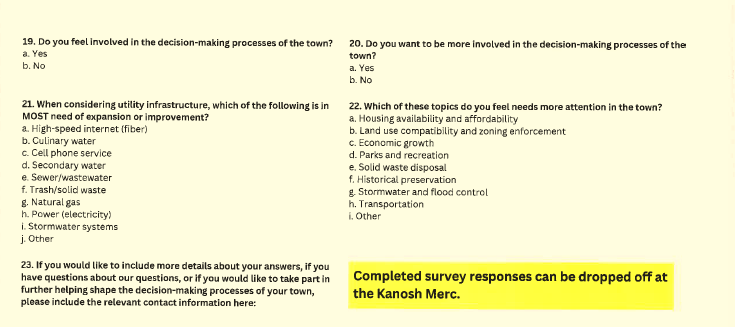 19. Do you feel involved in the decision-making processes of the town?
a. Yes
b. No
20. Do you want to be more involved in the decision-making processes of the
town?
a. Yes
b. No
21. When considering utility infrastructure, which of the following is in
MOST need of expansion or improvement?
a. High-speed internet (fiber)
b. Culinary water
c. Cell phone service
d. Secondary water
e. Sewer/wastewater
f. Trash/solid waste
g. Natural gas
h. Power (electricity)
i. Stormwater systems
j. Other
22. Which of these topics do you feel needs more attention in the town?
a. Housing availability and affordability
b. Land use compatibility and zoning enforcement
c. Economic growth
d. Parks and recreation
e. Solid waste disposal
f. Historical preservation
g. Stormwater and flood control
h. Transportation
i. Other
23. If you would like to include more details about your answers, if you
have questions about our questions, or if you would like to take part in
further helping shape the decision-making processes of your town,
please include the relevant contact information here:
Completed survey responses can be dropped off at
the Kanosh Merc.